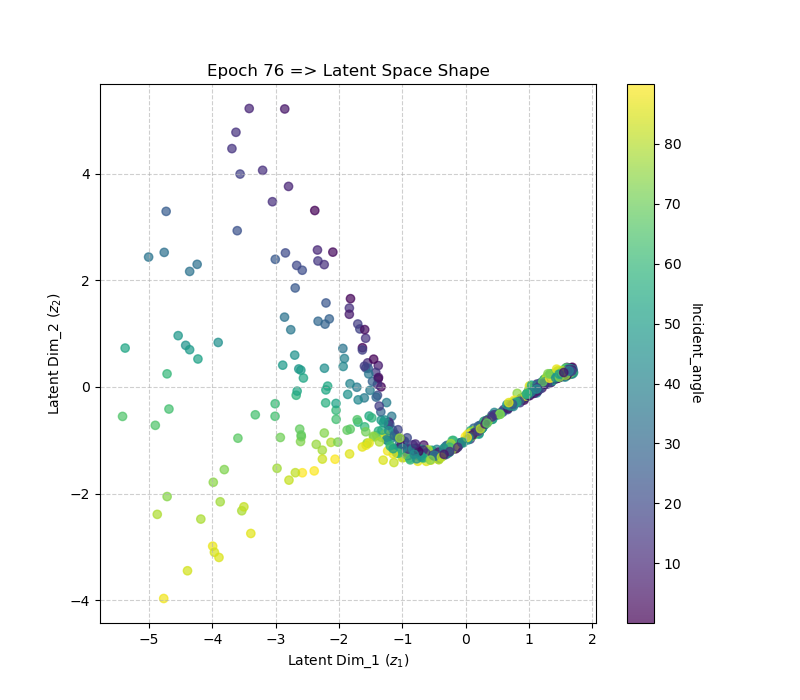 Epoch 76 => Latent Space Shape
4
2
0
−2
−4
Latent Dim_2 (z₂)
−5 −4 −3 −2 −1 0 1 2
Latent Dim_1 (z₁)
80
70
60
50
40
30
20
10
Incident_angle